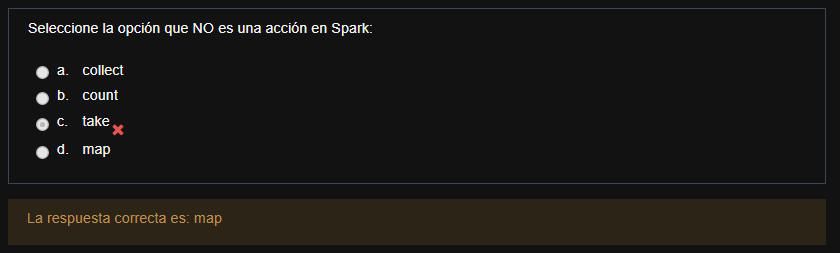 Seleccione la opción que NO es una acción en Spark:
a. collect
b. count
c. take
d. map
La respuesta correcta es: map